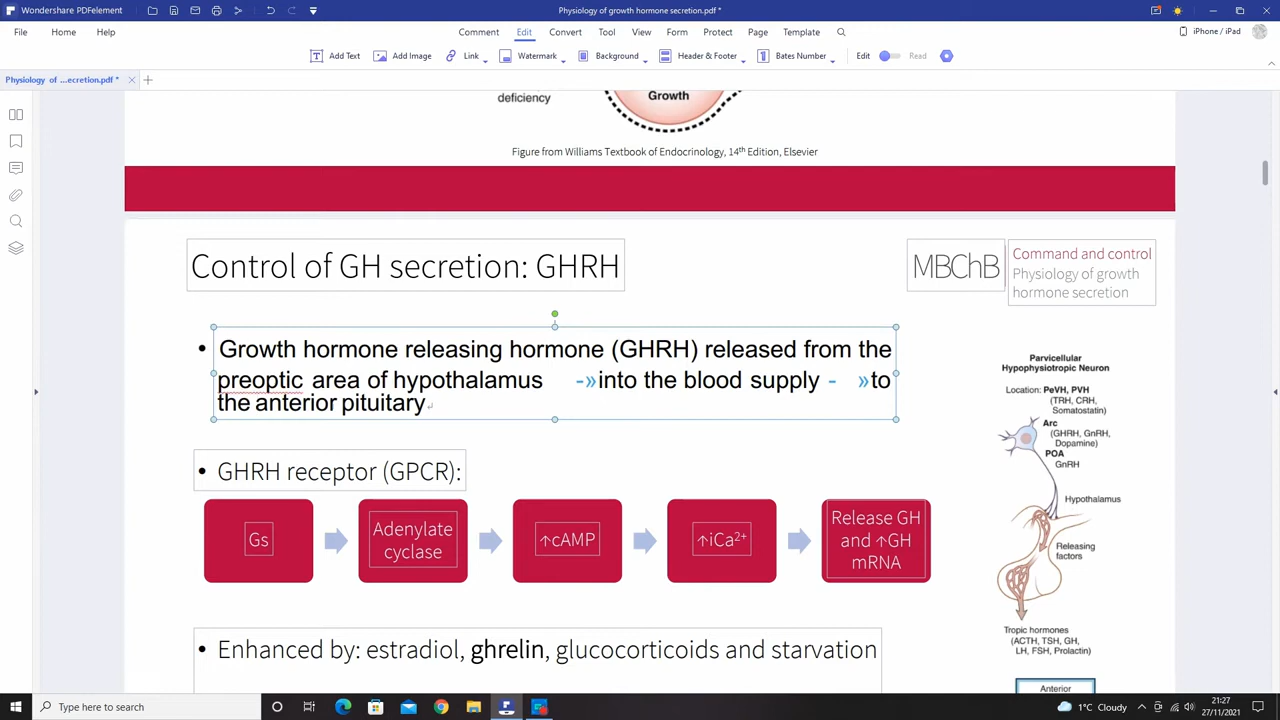 Wondershare PDFelement
Physiology of growth hormone secretion.pdf *
File Home Help
Comment Edit Convert Tool View Form Protect Page Template
iPhone / iPad
Add Text Add Image Link Watermark Background Header & Footer Bates Number Edit Read
Physiology of ...ecretion.pdf *
deficiency
Growth
Figure from Williams Textbook of Endocrinology, 14th Edition, Elsevier
Control of GH secretion: GHRH
MBChB
Command and control
Physiology of growth
hormone secretion
• Growth hormone releasing hormone (GHRH) released from the
preoptic area of hypothalamus -»into the blood supply - »to
the anterior pituitary
• GHRH receptor (GPCR):
Gs
Adenylate
cyclase
↑cAMP
↑iCa2+
Release GH
and ↑GH
mRNA
• Enhanced by: estradiol, ghrelin, glucocorticoids and starvation
Parvicellular
Hypophysiotropic Neuron
Location: PeVH, PVH
(TRH, CRH,
Somatostatin)
Arc
(GHRH, GnRH,
Dopamine)
POA
GnRH
Hypothalamus
Releasing
factors
Tropic hormones
(ACTH, TSH, GH,
LH, FSH, Prolactin)
Anterior
Type here to search
1°C Cloudy
21:27
27/11/2021